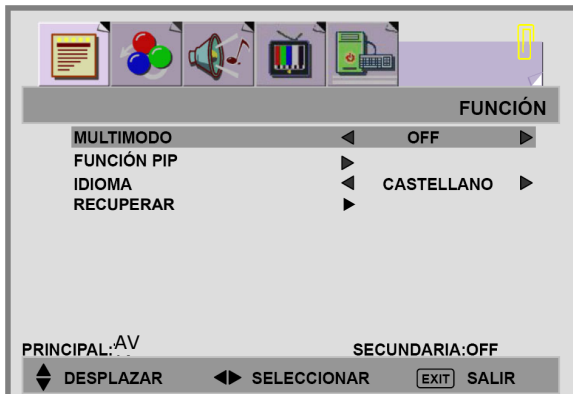 FUNCIÓN
MULTIMODO OFF
FUNCIÓN PIP
IDIOMA CASTELLANO
RECUPERAR
PRINCIPAL: AV SECUNDARIA:OFF
DESPLAZAR SELECCIONAR EXIT SALIR